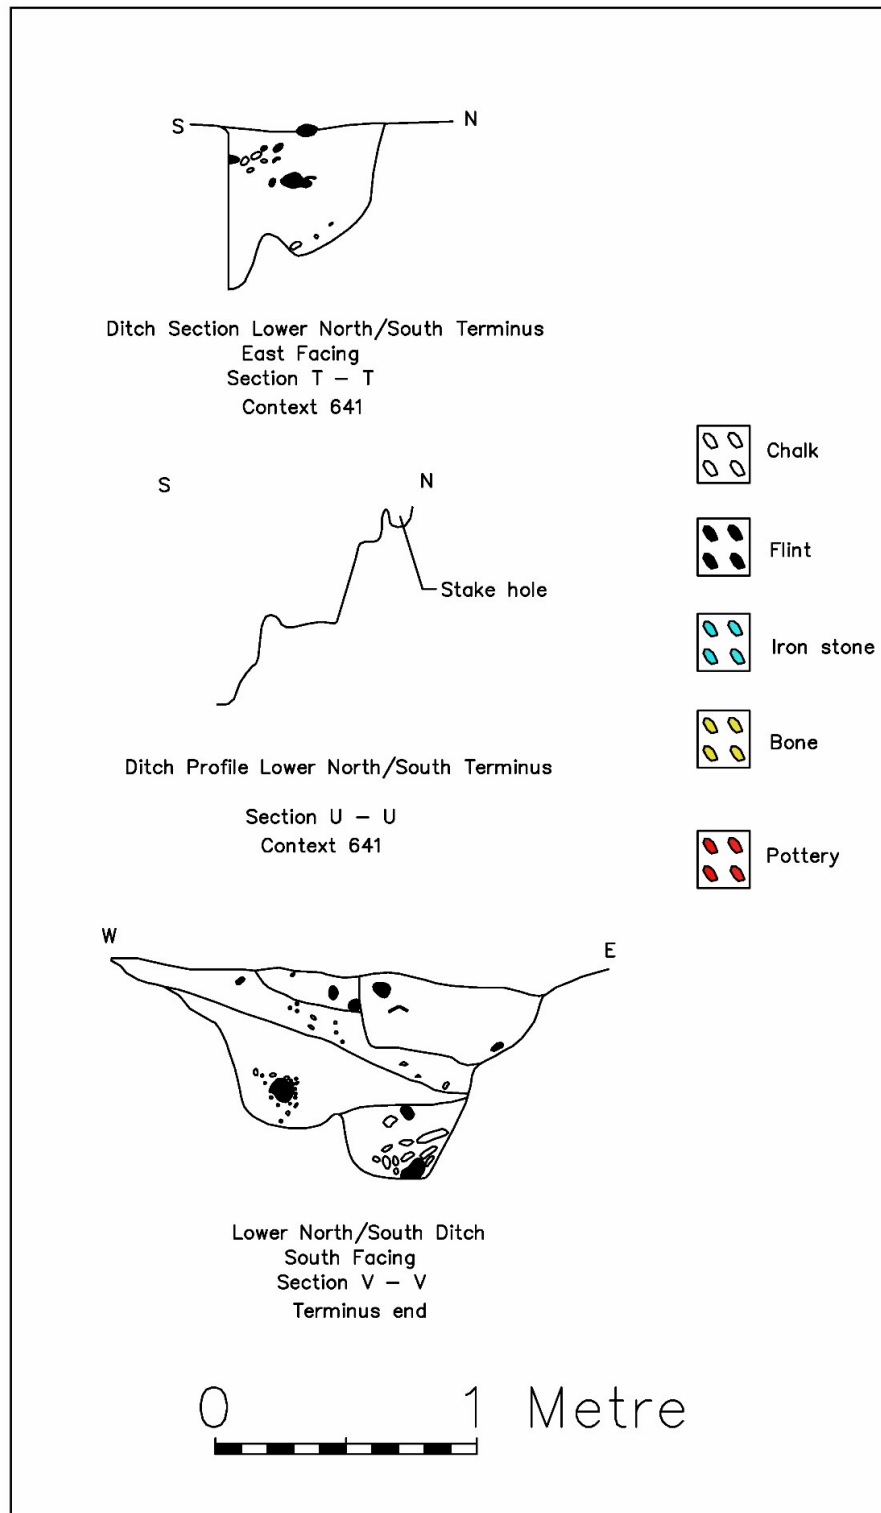 S
N
Ditch Section Lower North/South Terminus
East Facing
Section T – T
Context 641
S
N
Stake hole
Ditch Profile Lower North/South Terminus
Section U – U
Context 641
Chalk
Flint
Iron stone
Bone
Pottery
W
E
Lower North/South Ditch
South Facing
Section V – V
Terminus end
0 1 Metre